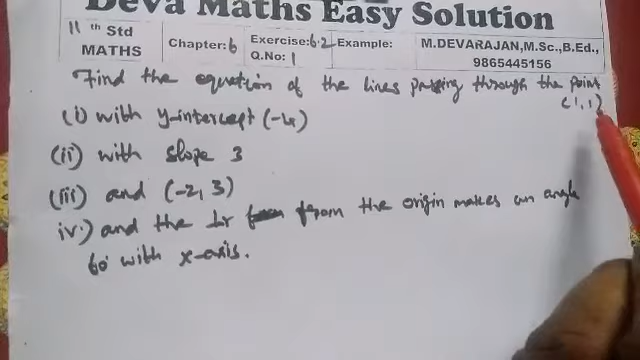 Deva Maths Easy Solution
11th Std MATHS
Chapter: 6
Exercise: 6.2
Q.No: 1
Example:
M.DEVARAJAN,M.Sc.,B.Ed.,
9865445156
Find the equation of the lines passing through the point
(1,1)
(i) with y-intercept (-4)
(ii) with slope 3
(iii) and (-2, 3)
iv.) and the ⊥r from the origin makes an angle
60° with x-axis.